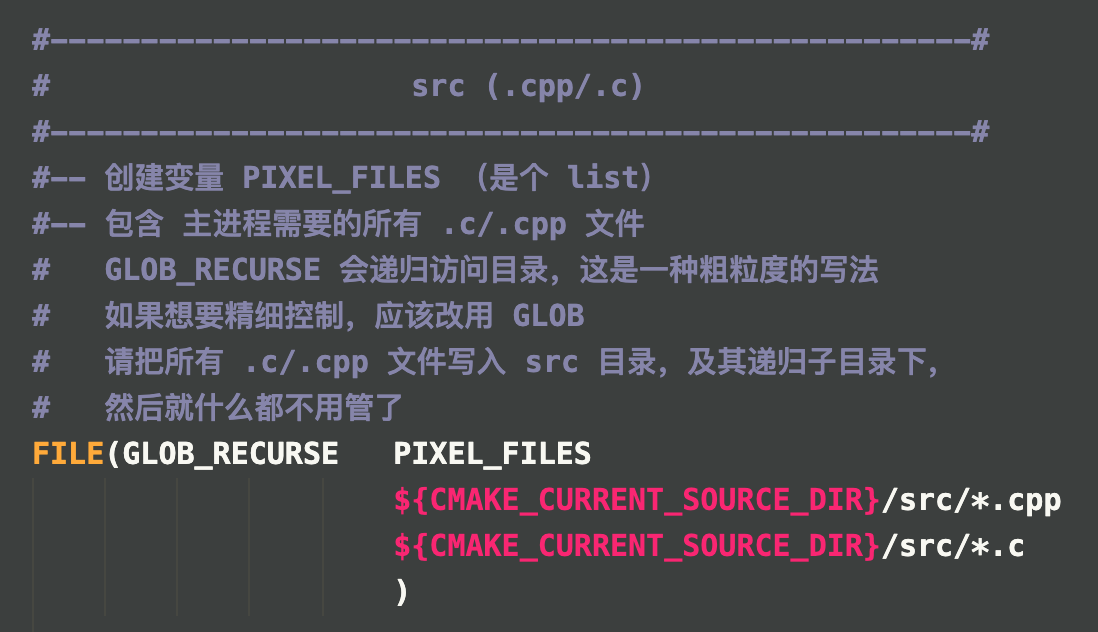 #---------------------------------------------------#
#                    src (.cpp/.c)
#---------------------------------------------------#
#-- 创建变量 PIXEL_FILES （是个 list）
#-- 包含 主进程需要的所有 .c/.cpp 文件
#   GLOB_RECURSE 会递归访问目录，这是一种粗粒度的写法
#   如果想要精细控制，应该改用 GLOB
#   请把所有 .c/.cpp 文件写入 src 目录，及其递归子目录下，
#   然后就什么都不用管了
FILE(GLOB_RECURSE   PIXEL_FILES
                    ${CMAKE_CURRENT_SOURCE_DIR}/src/*.cpp
                    ${CMAKE_CURRENT_SOURCE_DIR}/src/*.c
                    )